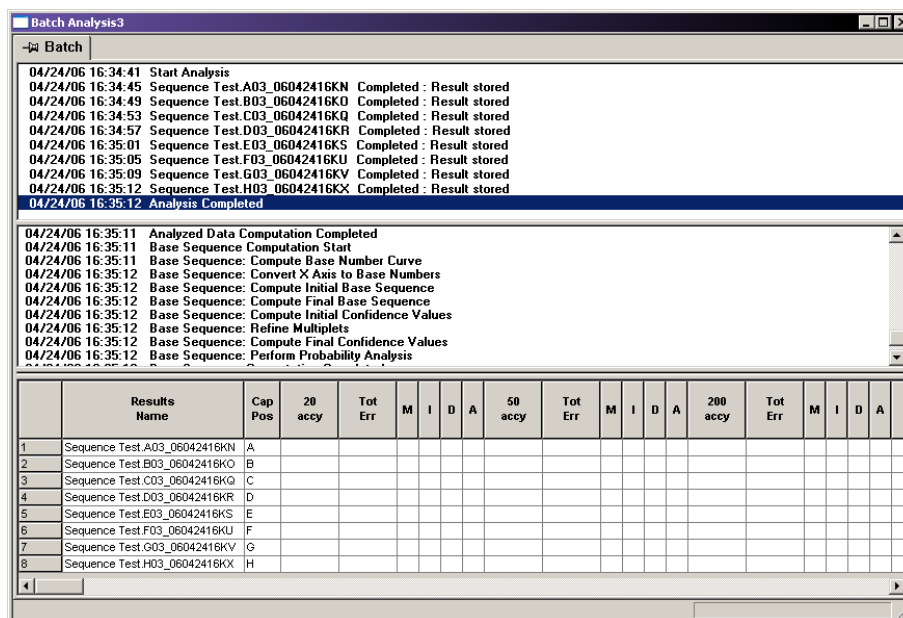 Batch Analysis3
Batch
04/24/06 16:34:41 Start Analysis
04/24/06 16:34:45 Sequence Test.A03_06042416KN Completed : Result stored
04/24/06 16:34:49 Sequence Test.B03_06042416KO Completed : Result stored
04/24/06 16:34:53 Sequence Test.C03_06042416KQ Completed : Result stored
04/24/06 16:34:57 Sequence Test.D03_06042416KR Completed : Result stored
04/24/06 16:35:01 Sequence Test.E03_06042416KS Completed : Result stored
04/24/06 16:35:05 Sequence Test.F03_06042416KU Completed : Result stored
04/24/06 16:35:09 Sequence Test.G03_06042416KV Completed : Result stored
04/24/06 16:35:12 Sequence Test.H03_06042416KX Completed : Result stored
04/24/06 16:35:12 Analysis Completed
04/24/06 16:35:11 Analyzed Data Computation Completed
04/24/06 16:35:11 Base Sequence Computation Start
04/24/06 16:35:11 Base Sequence: Compute Base Number Curve
04/24/06 16:35:12 Base Sequence: Convert X Axis to Base Numbers
04/24/06 16:35:12 Base Sequence: Compute Initial Base Sequence
04/24/06 16:35:12 Base Sequence: Compute Final Base Sequence
04/24/06 16:35:12 Base Sequence: Compute Initial Confidence Values
04/24/06 16:35:12 Base Sequence: Refine Multiplets
04/24/06 16:35:12 Base Sequence: Compute Final Confidence Values
04/24/06 16:35:12 Base Sequence: Perform Probability Analysis
Results Name Cap Pos 20 accy Tot Err M I D A 50 accy Tot Err M I D A 200 accy Tot Err M I D A
1 Sequence Test.A03_06042416KN A
2 Sequence Test.B03_06042416KO B
3 Sequence Test.C03_06042416KQ C
4 Sequence Test.D03_06042416KR D
5 Sequence Test.E03_06042416KS E
6 Sequence Test.F03_06042416KU F
7 Sequence Test.G03_06042416KV G
8 Sequence Test.H03_06042416KX H